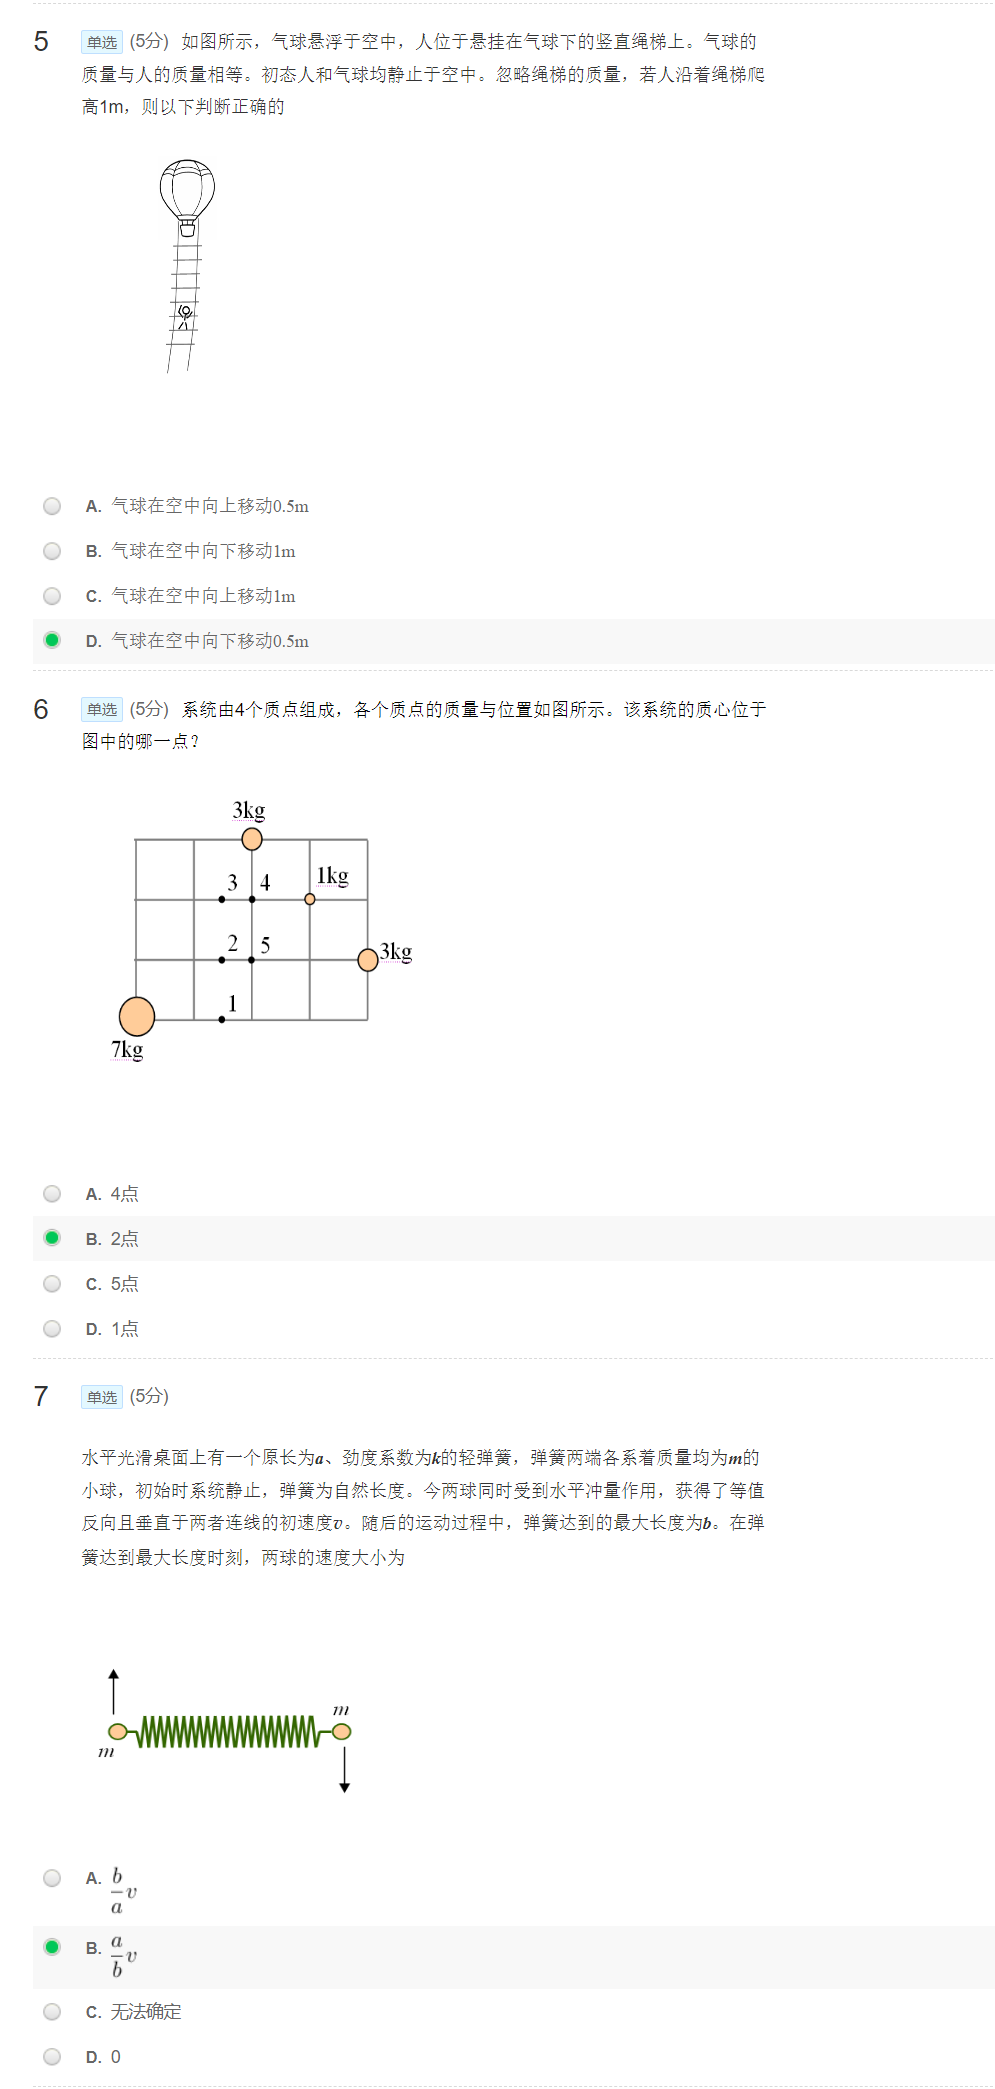 5 单选 (5分) 如图所示，气球悬浮于空中，人位于悬挂在气球下的竖直绳梯上。气球的
质量与人的质量相等。初态人和气球均静止于空中。忽略绳梯的质量，若人沿着绳梯爬
高1m，则以下判断正确的
A. 气球在空中向上移动0.5m
B. 气球在空中向下移动1m
C. 气球在空中向上移动1m
D. 气球在空中向下移动0.5m
6 单选 (5分) 系统由4个质点组成，各个质点的质量与位置如图所示。该系统的质心位于
图中的哪一点？
3kg
3 4 1kg
2 5 3kg
1
7kg
A. 4点
B. 2点
C. 5点
D. 1点
7 单选 (5分)
水平光滑桌面上有一个原长为a、劲度系数为k的轻弹簧，弹簧两端各系着质量均为m的
小球，初始时系统静止，弹簧为自然长度。今两球同时受到水平冲量作用，获得了等值
反向且垂直于两者连线的初速度v。随后的运动过程中，弹簧达到的最大长度为b。在弹
簧达到最大长度时刻，两球的速度大小为
m
m
A. b/a v
B. a/b v
C. 无法确定
D. 0